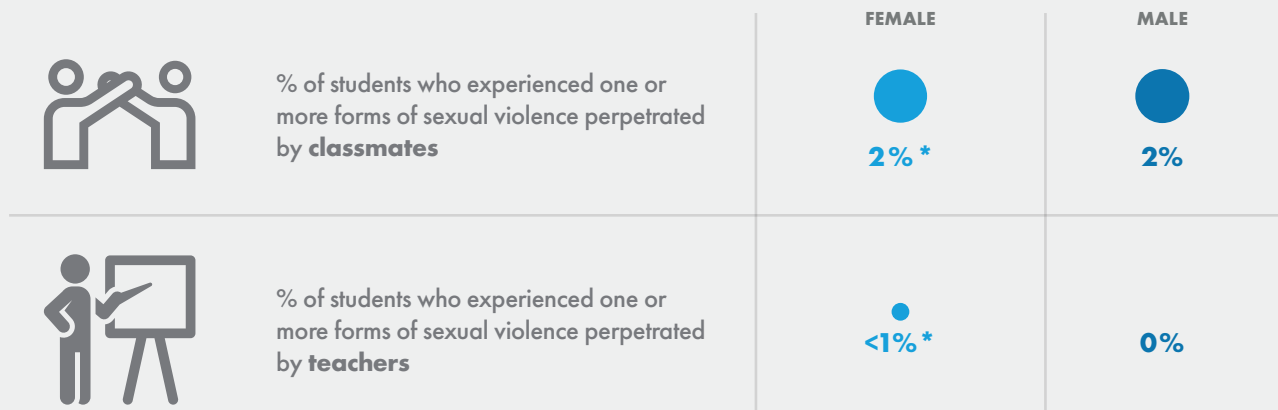 FEMALE
MALE
% of students who experienced one or
more forms of sexual violence perpetrated
by classmates
2% *
2%
% of students who experienced one or
more forms of sexual violence perpetrated
by teachers
<1% *
0%